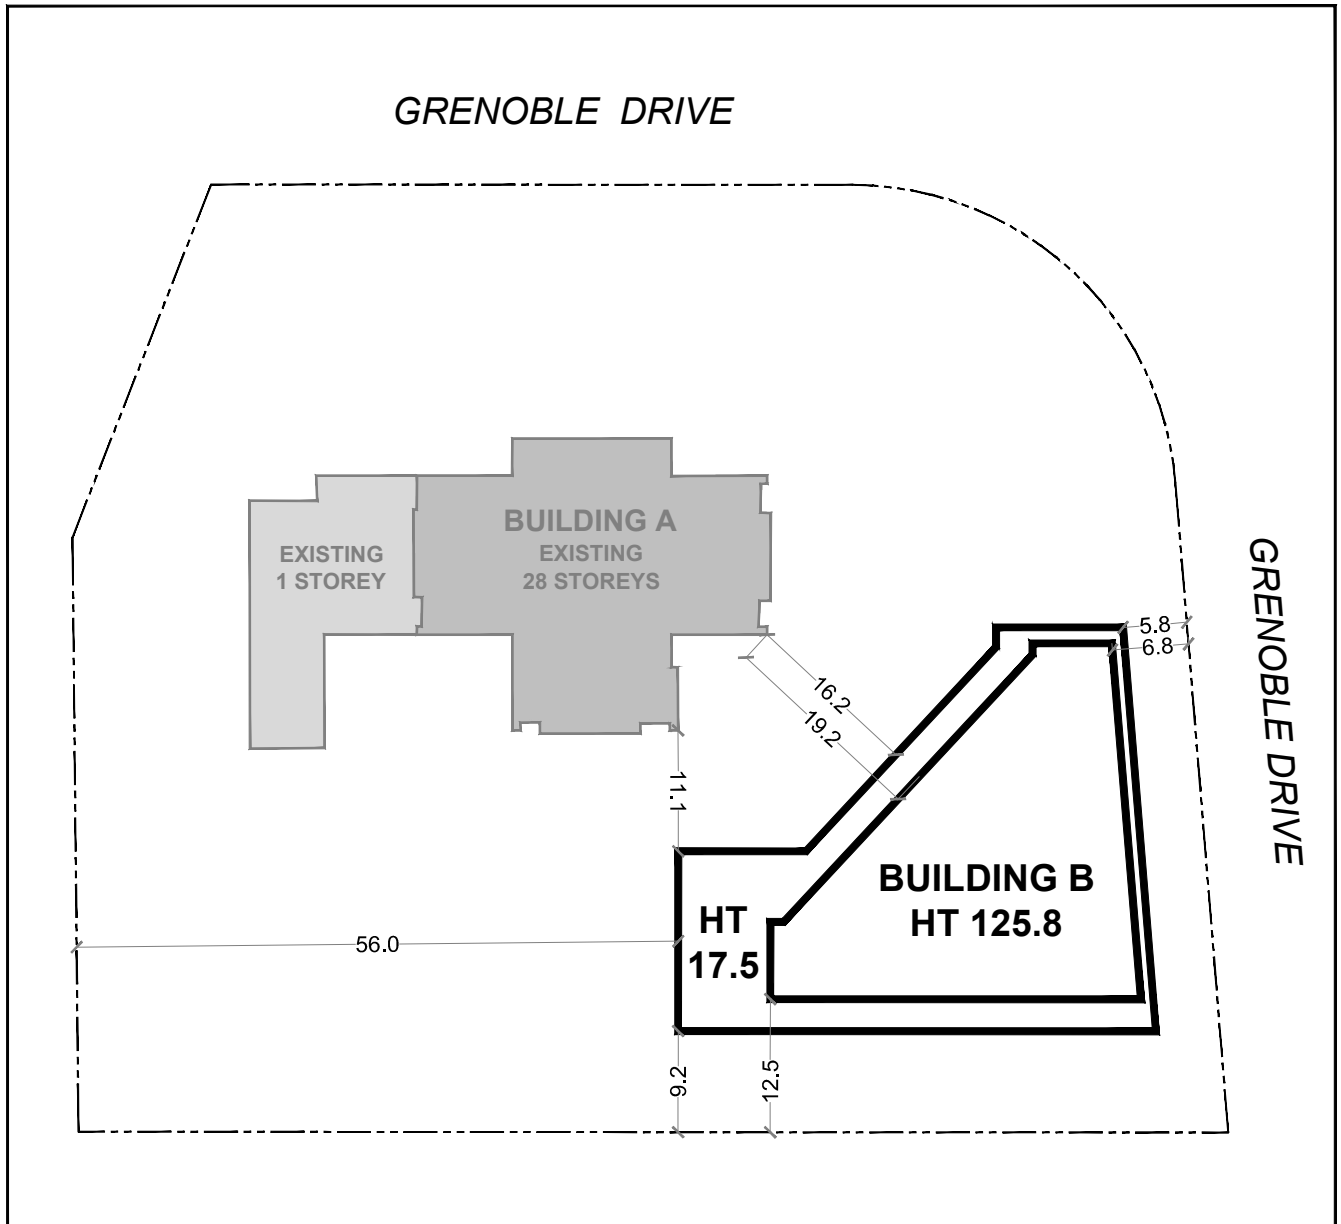 GRENOBLE DRIVE
BUILDING A
EXISTING
28 STOREYS
EXISTING
1 STOREY
GRENOBLE DRIVE
5.8
6.8
16.2
19.2
11.1
BUILDING B
HT 125.8
HT
17.5
56.0
9.2
12.5